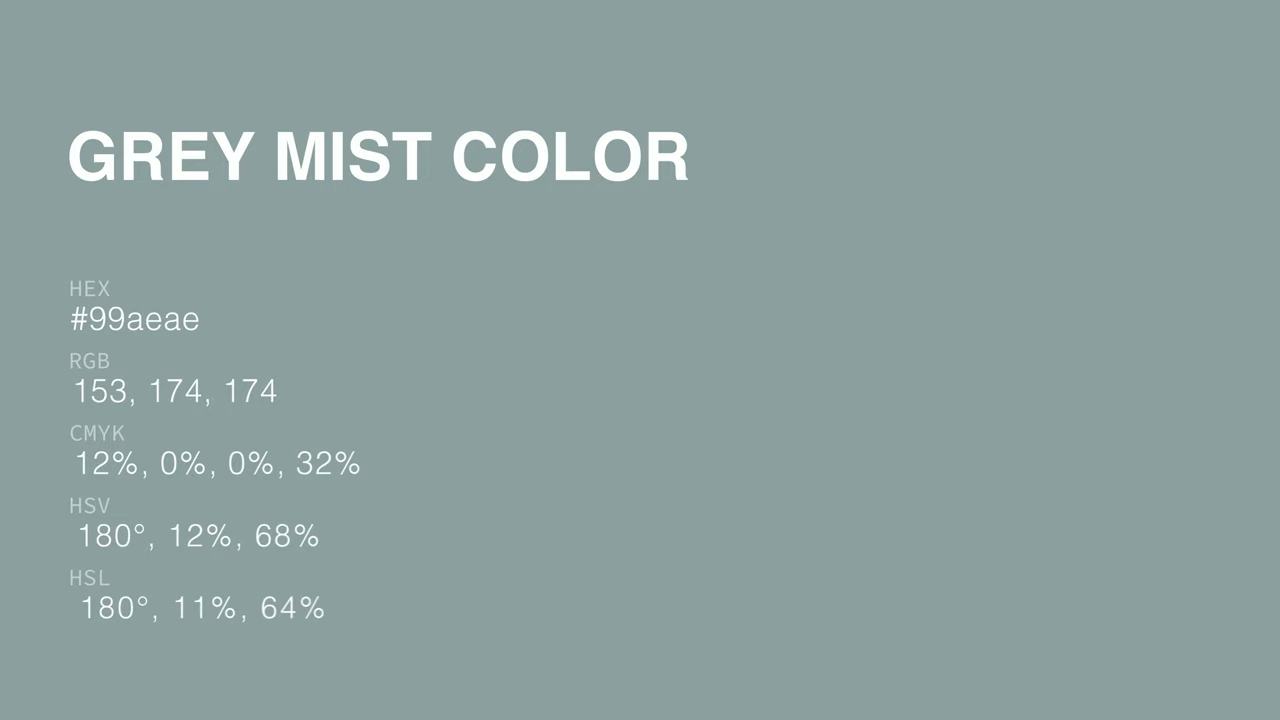 GREY MIST COLOR
HEX
#99aeae
RGB
153, 174, 174
CMYK
12%, 0%, 0%, 32%
HSV
180°, 12%, 68%
HSL
180°, 11%, 64%